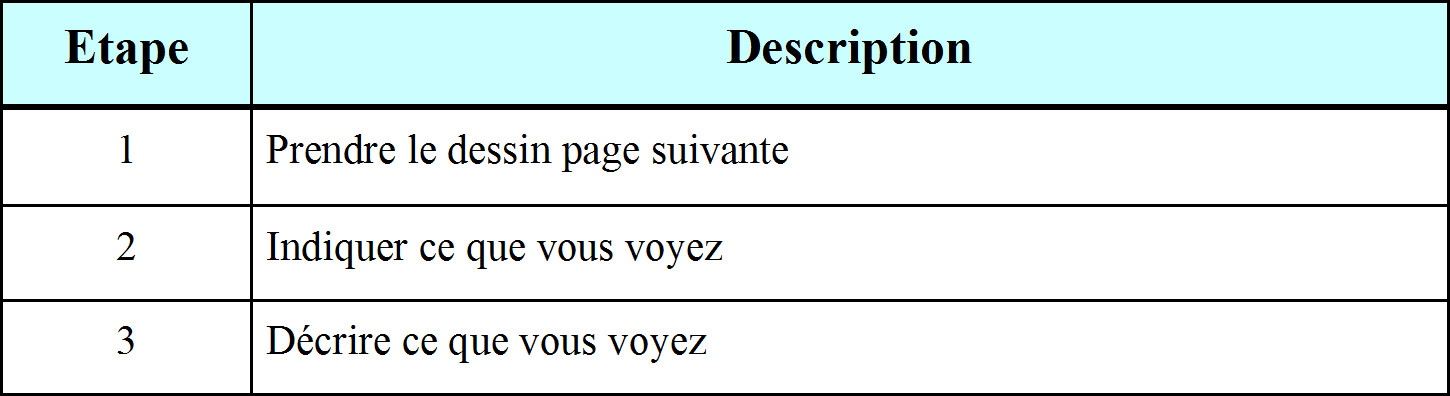 Etape Description
1 Prendre le dessin page suivante
2 Indiquer ce que vous voyez
3 Décrire ce que vous voyez